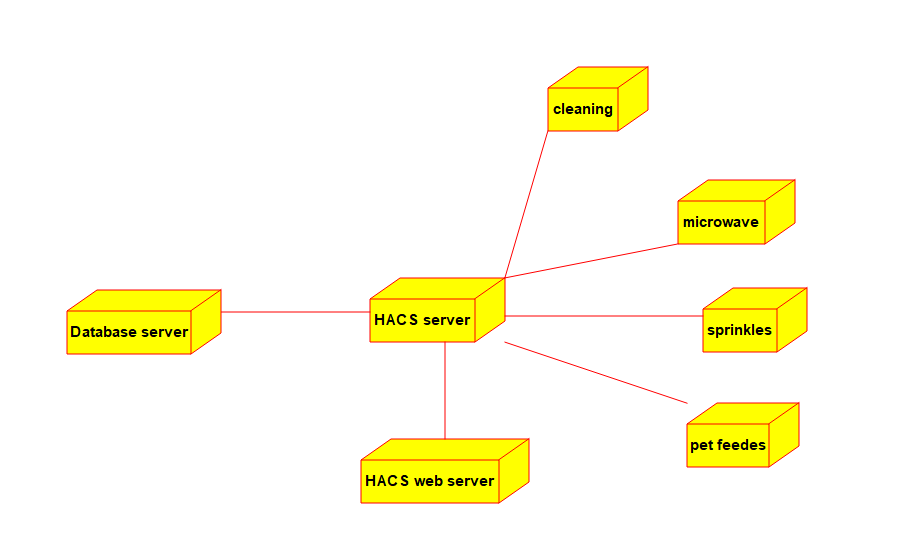 cleaning
microwave
HACS server
sprinkles
Database server
pet feedes
HACS web server